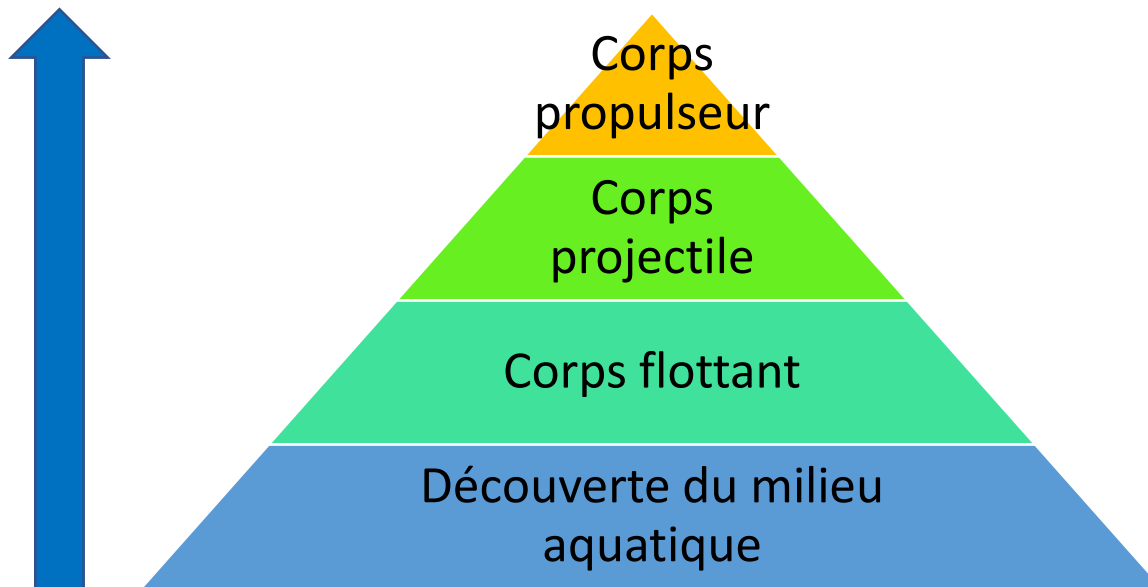 Corps
propulseur
Corps
projectile
Corps flottant
Découverte du milieu
aquatique